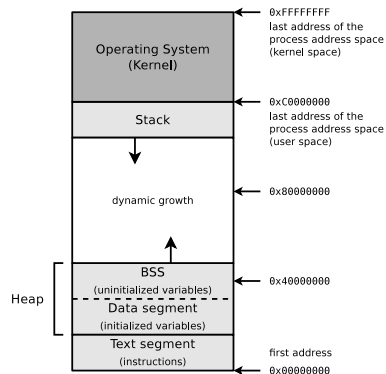 0xFFFFFFFF
last address of the
process address space
(kernel space)
Operating System
(Kernel)
0xC0000000
last address of the
process address space
(user space)
Stack
dynamic growth
0x80000000
BSS
(uninitialized variables)
0x40000000
Heap
Data segment
(initialized variables)
Text segment
(instructions)
first address
0x00000000